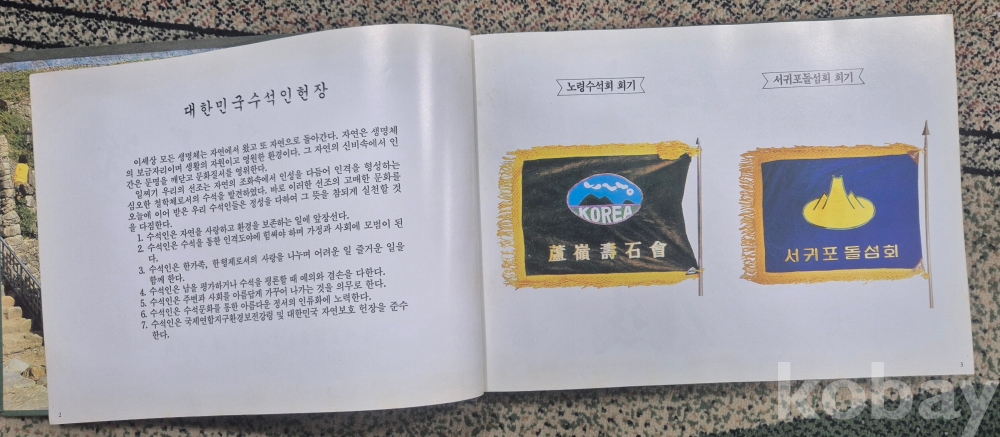 대한민국수석인헌장
이세상 모든 생명체는 자연에서 왔고 또 자연으로 돌아간다. 자연은 생명체
의 보금자리이며 생활의 자원이고 영원한 환경이다. 그 자연의 신비속에서 인
간은 문명을 깨닫고 문화질서를 영위한다.
일찌기 우리의 선조는 자연의 조화속에서 인성을 다듬어 인격을 형성하는
심오한 철학체로서의 수석을 발전하였다. 바로 이러한 선조의 고매한 문화를
오늘에 이어 받은 우리 수석인들은 정성을 다하여 그 뜻을 참되게 실천할 것
을 다짐한다.
1. 수석인은 자연을 사랑하고 환경을 보존하는 일에 앞장선다.
2. 수석인은 수석을 통한 인격도야에 힘써야 하며 가정과 사회에 모범이 된
다.
3. 수석인은 한가족, 한형제로서의 사랑을 나누며 어려운 일 즐거운 일을
함께 한다.
4. 수석인은 남을 평가하거나 수석을 평론할 때 예의와 겸손을 다한다.
5. 수석인은 주변과 사회를 아름답게 가꾸어 나가는 것을 의무로 한다.
6. 수석인은 수석문화를 통한 아름다운 정서의 인류화에 노력한다.
7. 수석인은 국제연합지구환경보전강령 및 대한민국 자연보호 헌장을 준수
한다.
2
노령수석회 회기
KOREA
蘆嶺壽石會
서귀포돌섬회 회기
서귀포돌섬회
3
kobay